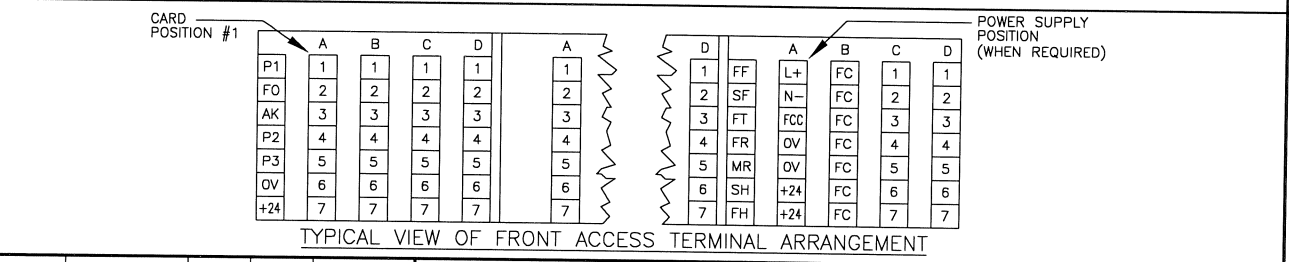 CARD
POSITION #1
POWER SUPPLY
POSITION
(WHEN REQUIRED)
A B C D A D A B C D
P1 1 1 1 1 1 1 FF L+ FC 1 1
FO 2 2 2 2 2 2 SF N− FC 2 2
AK 3 3 3 3 3 3 FT FCC FC 3 3
P2 4 4 4 4 4 4 FR OV FC 4 4
P3 5 5 5 5 5 5 MR OV FC 5 5
OV 6 6 6 6 6 6 SH +24 FC 6 6
+24 7 7 7 7 7 7 FH +24 FC 7 7
TYPICAL VIEW OF FRONT ACCESS TERMINAL ARRANGEMENT